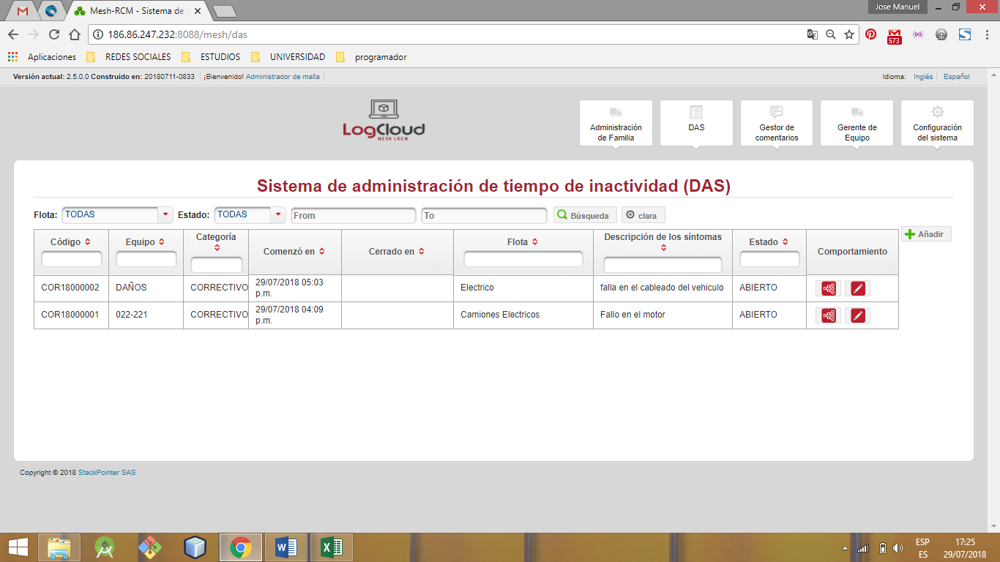 Jose Manuel
Mesh-RCM - Sistema de
186.86.247.232:8088/mesh/das
573
Aplicaciones REDES SOCIALES ESTUDIOS UNIVERSIDAD programador
Versión actual: 2.5.0.0 Construido en: 20180711-0833 ¡Bienvenido! Administrador de malla
Idioma: Inglés Español
LogCloud
MESH LRCM
Administración
de Familia
DAS
Gestor de
comentarios
Gerente de
Equipo
Configuración
del sistema
Sistema de administración de tiempo de inactividad (DAS)
Flota: TODAS Estado: TODAS From To Búsqueda clara
Añadir
Código Equipo Categoría Comenzó en Cerrado en Flota Descripción de los síntomas Estado Comportamiento
COR18000002 DAÑOS CORRECTIVO 29/07/2018 05:03 p.m. Electrico falla en el cableado del vehiculo ABIERTO
COR18000001 022-221 CORRECTIVO 29/07/2018 04:09 p.m. Camiones Electricos Fallo en el motor ABIERTO
Copyright © 2018 StackPointer SAS
ESP
ES
17:25
29/07/2018